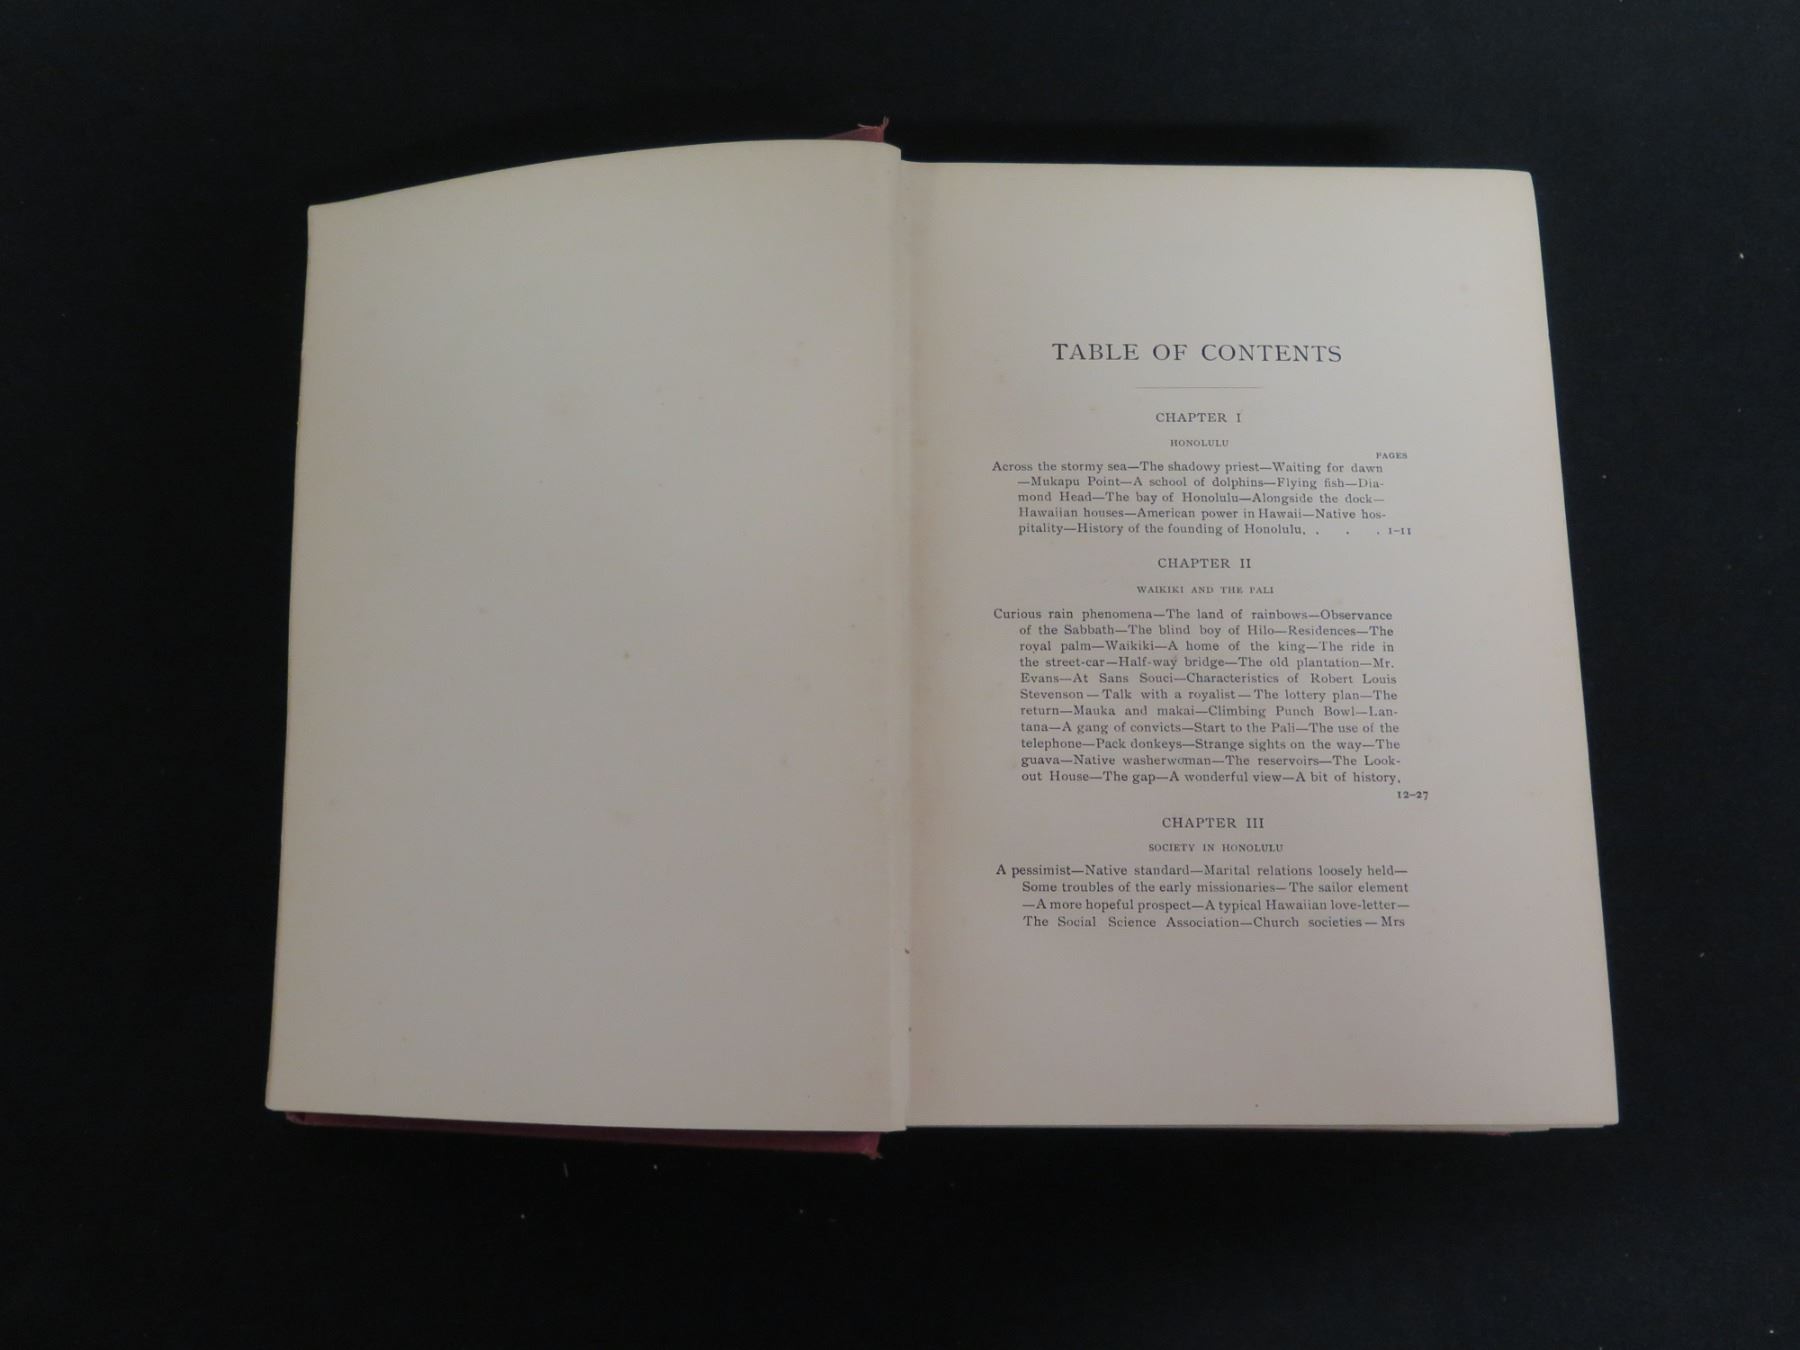 TABLE OF CONTENTS
CHAPTER I
HONOLULU
PAGES
Across the stormy sea—The shadowy priest—Waiting for dawn
—Mukapu Point—A school of dolphins—Flying fish—Dia-
mond Head—The bay of Honolulu—Alongside the dock—
Hawaiian houses—American power in Hawaii—Native hos-
pitality—History of the founding of Honolulu, . . . 1-11
CHAPTER II
WAIKIKI AND THE PALI
Curious rain phenomena—The land of rainbows—Observance
of the Sabbath—The blind boy of Hilo—Residences—The
royal palm—Waikiki—A home of the king—The ride in
the street-car—Half-way bridge—The old plantation—Mr.
Evans—At Sans Souci—Characteristics of Robert Louis
Stevenson—Talk with a royalist—The lottery plan—The
return—Mauka and makai—Climbing Punch Bowl—Lan-
tana—A gang of convicts—Start to the Pali—The use of the
telephone—Pack donkeys—Strange sights on the way—The
guava—Native washerwoman—The reservoirs—The Look-
out House—The gap—A wonderful view—A bit of history,
12-27
CHAPTER III
SOCIETY IN HONOLULU
A pessimist—Native standard—Marital relations loosely held—
Some troubles of the early missionaries—The sailor element
—A more hopeful prospect—A typical Hawaiian love-letter—
The Social Science Association—Church societies—Mrs